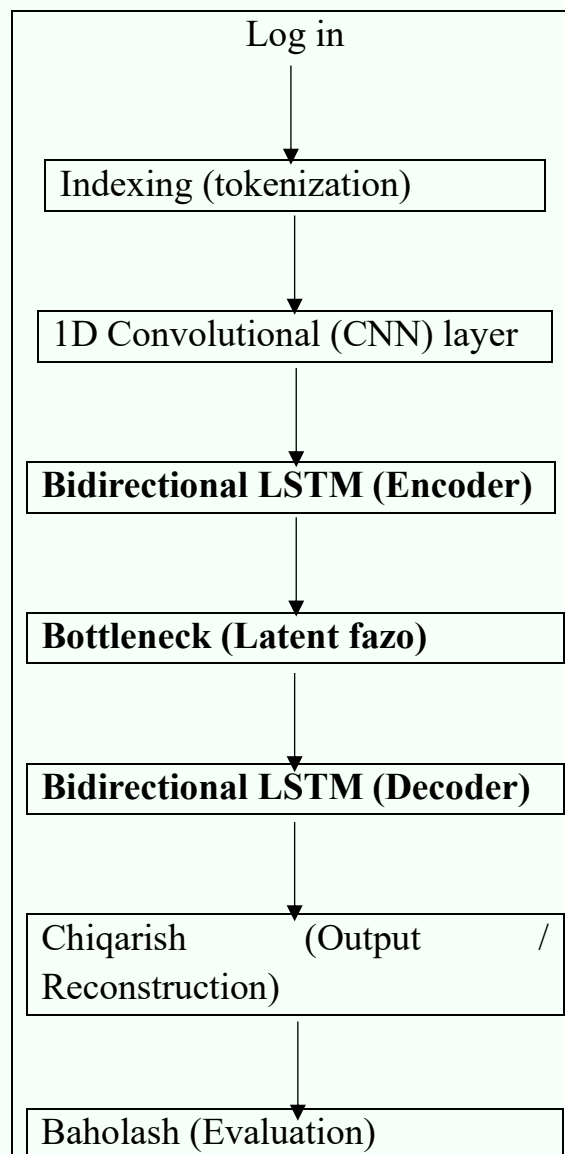 Log in
Indexing (tokenization)
1D Convolutional (CNN) layer
Bidirectional LSTM (Encoder)
Bottleneck (Latent fazo)
Bidirectional LSTM (Decoder)
Chiqarish (Output /
Reconstruction)
Baholash (Evaluation)